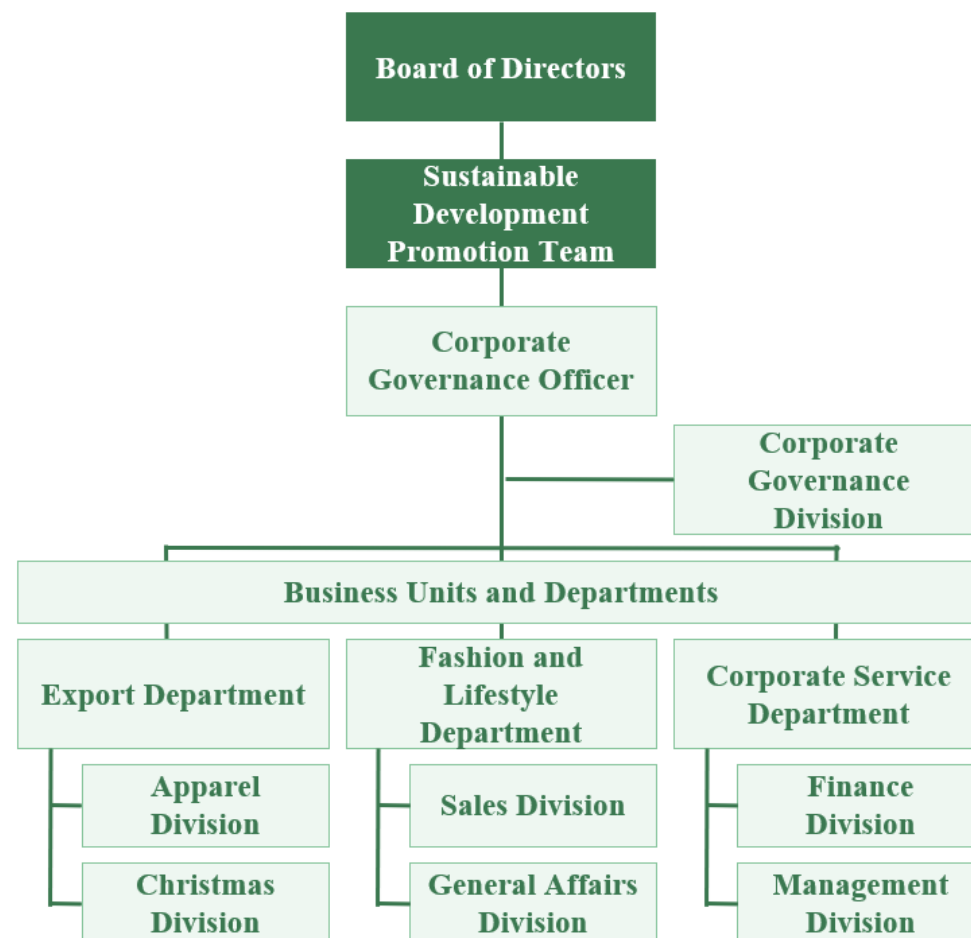 Board of Directors
Sustainable
Development
Promotion Team
Corporate
Governance Officer
Corporate
Governance
Division
Business Units and Departments
Export Department
Fashion and
Lifestyle
Department
Corporate Service
Department
Apparel
Division
Sales Division
Finance
Division
Christmas
Division
General Affairs
Division
Management
Division